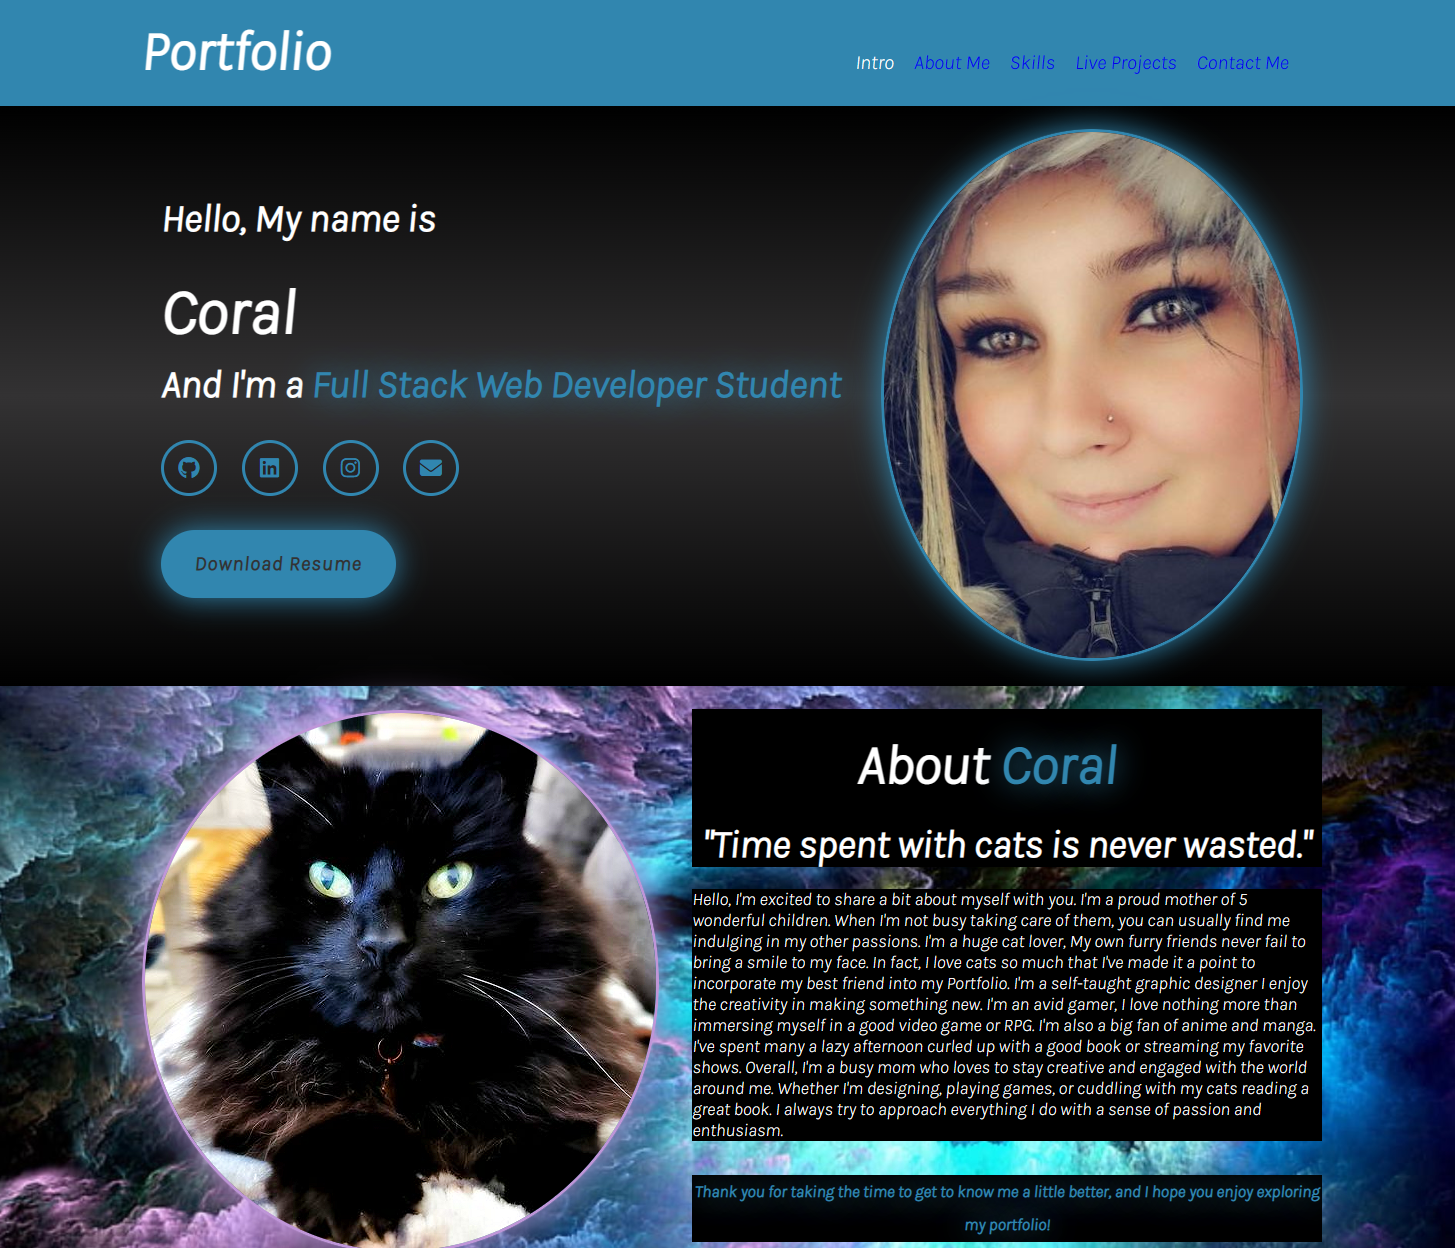 Portfolio
Intro About Me Skills Live Projects Contact Me
Hello, My name is
Coral
And I'm a Full Stack Web Developer Student
Download Resume
About Coral
"Time spent with cats is never wasted."
Hello, I'm excited to share a bit about myself with you. I'm a proud mother of 5
wonderful children. When I'm not busy taking care of them, you can usually find me
indulging in my other passions. I'm a huge cat lover, My own furry friends never fail to
bring a smile to my face. In fact, I love cats so much that I've made it a point to
incorporate my best friend into my Portfolio. I'm a self-taught graphic designer I enjoy
the creativity in making something new. I'm an avid gamer, I love nothing more than
immersing myself in a good video game or RPG. I'm also a big fan of anime and manga.
I've spent many a lazy afternoon curled up with a good book or streaming my favorite
shows. Overall, I'm a busy mom who loves to stay creative and engaged with the world
around me. Whether I'm designing, playing games, or cuddling with my cats reading a
great book. I always try to approach everything I do with a sense of passion and
enthusiasm.
Thank you for taking the time to get to know me a little better, and I hope you enjoy exploring
my portfolio!